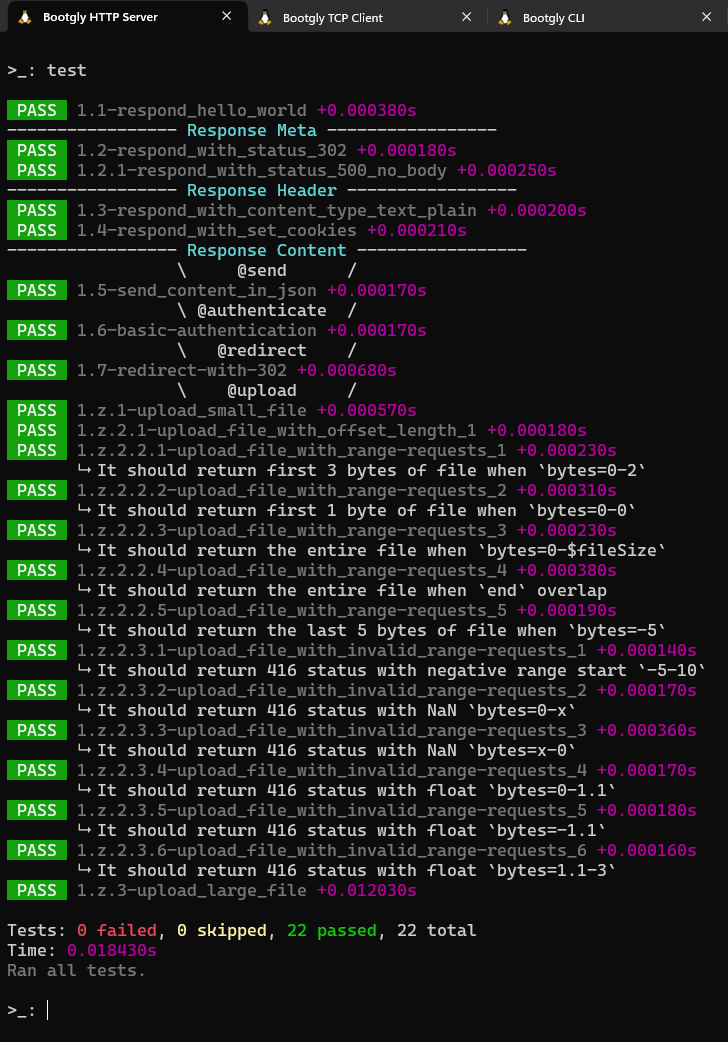 Bootgly HTTP Server × Bootgly TCP Client × Bootgly CLI ×
>_: test
PASS 1.1-respond_hello_world +0.000380s
----------------- Response Meta -----------------
PASS 1.2-respond_with_status_302 +0.000180s
PASS 1.2.1-respond_with_status_500_no_body +0.000250s
----------------- Response Header -----------------
PASS 1.3-respond_with_content_type_text_plain +0.000200s
PASS 1.4-respond_with_set_cookies +0.000210s
----------------- Response Content -----------------
\ @send /
PASS 1.5-send_content_in_json +0.000170s
\ @authenticate /
PASS 1.6-basic-authentication +0.000170s
\ @redirect /
PASS 1.7-redirect-with-302 +0.000680s
\ @upload /
PASS 1.z.1-upload_small_file +0.000570s
PASS 1.z.2.1-upload_file_with_offset_length_1 +0.000180s
PASS 1.z.2.2.1-upload_file_with_range-requests_1 +0.000230s
↪ It should return first 3 bytes of file when `bytes=0-2`
PASS 1.z.2.2.2-upload_file_with_range-requests_2 +0.000310s
↪ It should return first 1 byte of file when `bytes=0-0`
PASS 1.z.2.2.3-upload_file_with_range-requests_3 +0.000230s
↪ It should return the entire file when `bytes=0-$fileSize`
PASS 1.z.2.2.4-upload_file_with_range-requests_4 +0.000380s
↪ It should return the entire file when `end` overlap
PASS 1.z.2.2.5-upload_file_with_range-requests_5 +0.000190s
↪ It should return the last 5 bytes of file when `bytes=-5`
PASS 1.z.2.3.1-upload_file_with_invalid_range-requests_1 +0.000140s
↪ It should return 416 status with negative range start `-5-10`
PASS 1.z.2.3.2-upload_file_with_invalid_range-requests_2 +0.000170s
↪ It should return 416 status with NaN `bytes=0-x`
PASS 1.z.2.3.3-upload_file_with_invalid_range-requests_3 +0.000360s
↪ It should return 416 status with NaN `bytes=x-0`
PASS 1.z.2.3.4-upload_file_with_invalid_range-requests_4 +0.000170s
↪ It should return 416 status with float `bytes=0-1.1`
PASS 1.z.2.3.5-upload_file_with_invalid_range-requests_5 +0.000180s
↪ It should return 416 status with float `bytes=-1.1`
PASS 1.z.2.3.6-upload_file_with_invalid_range-requests_6 +0.000160s
↪ It should return 416 status with float `bytes=1.1-3`
PASS 1.z.3-upload_large_file +0.012030s
Tests: 0 failed, 0 skipped, 22 passed, 22 total
Time: 0.018430s
Ran all tests.
>_: